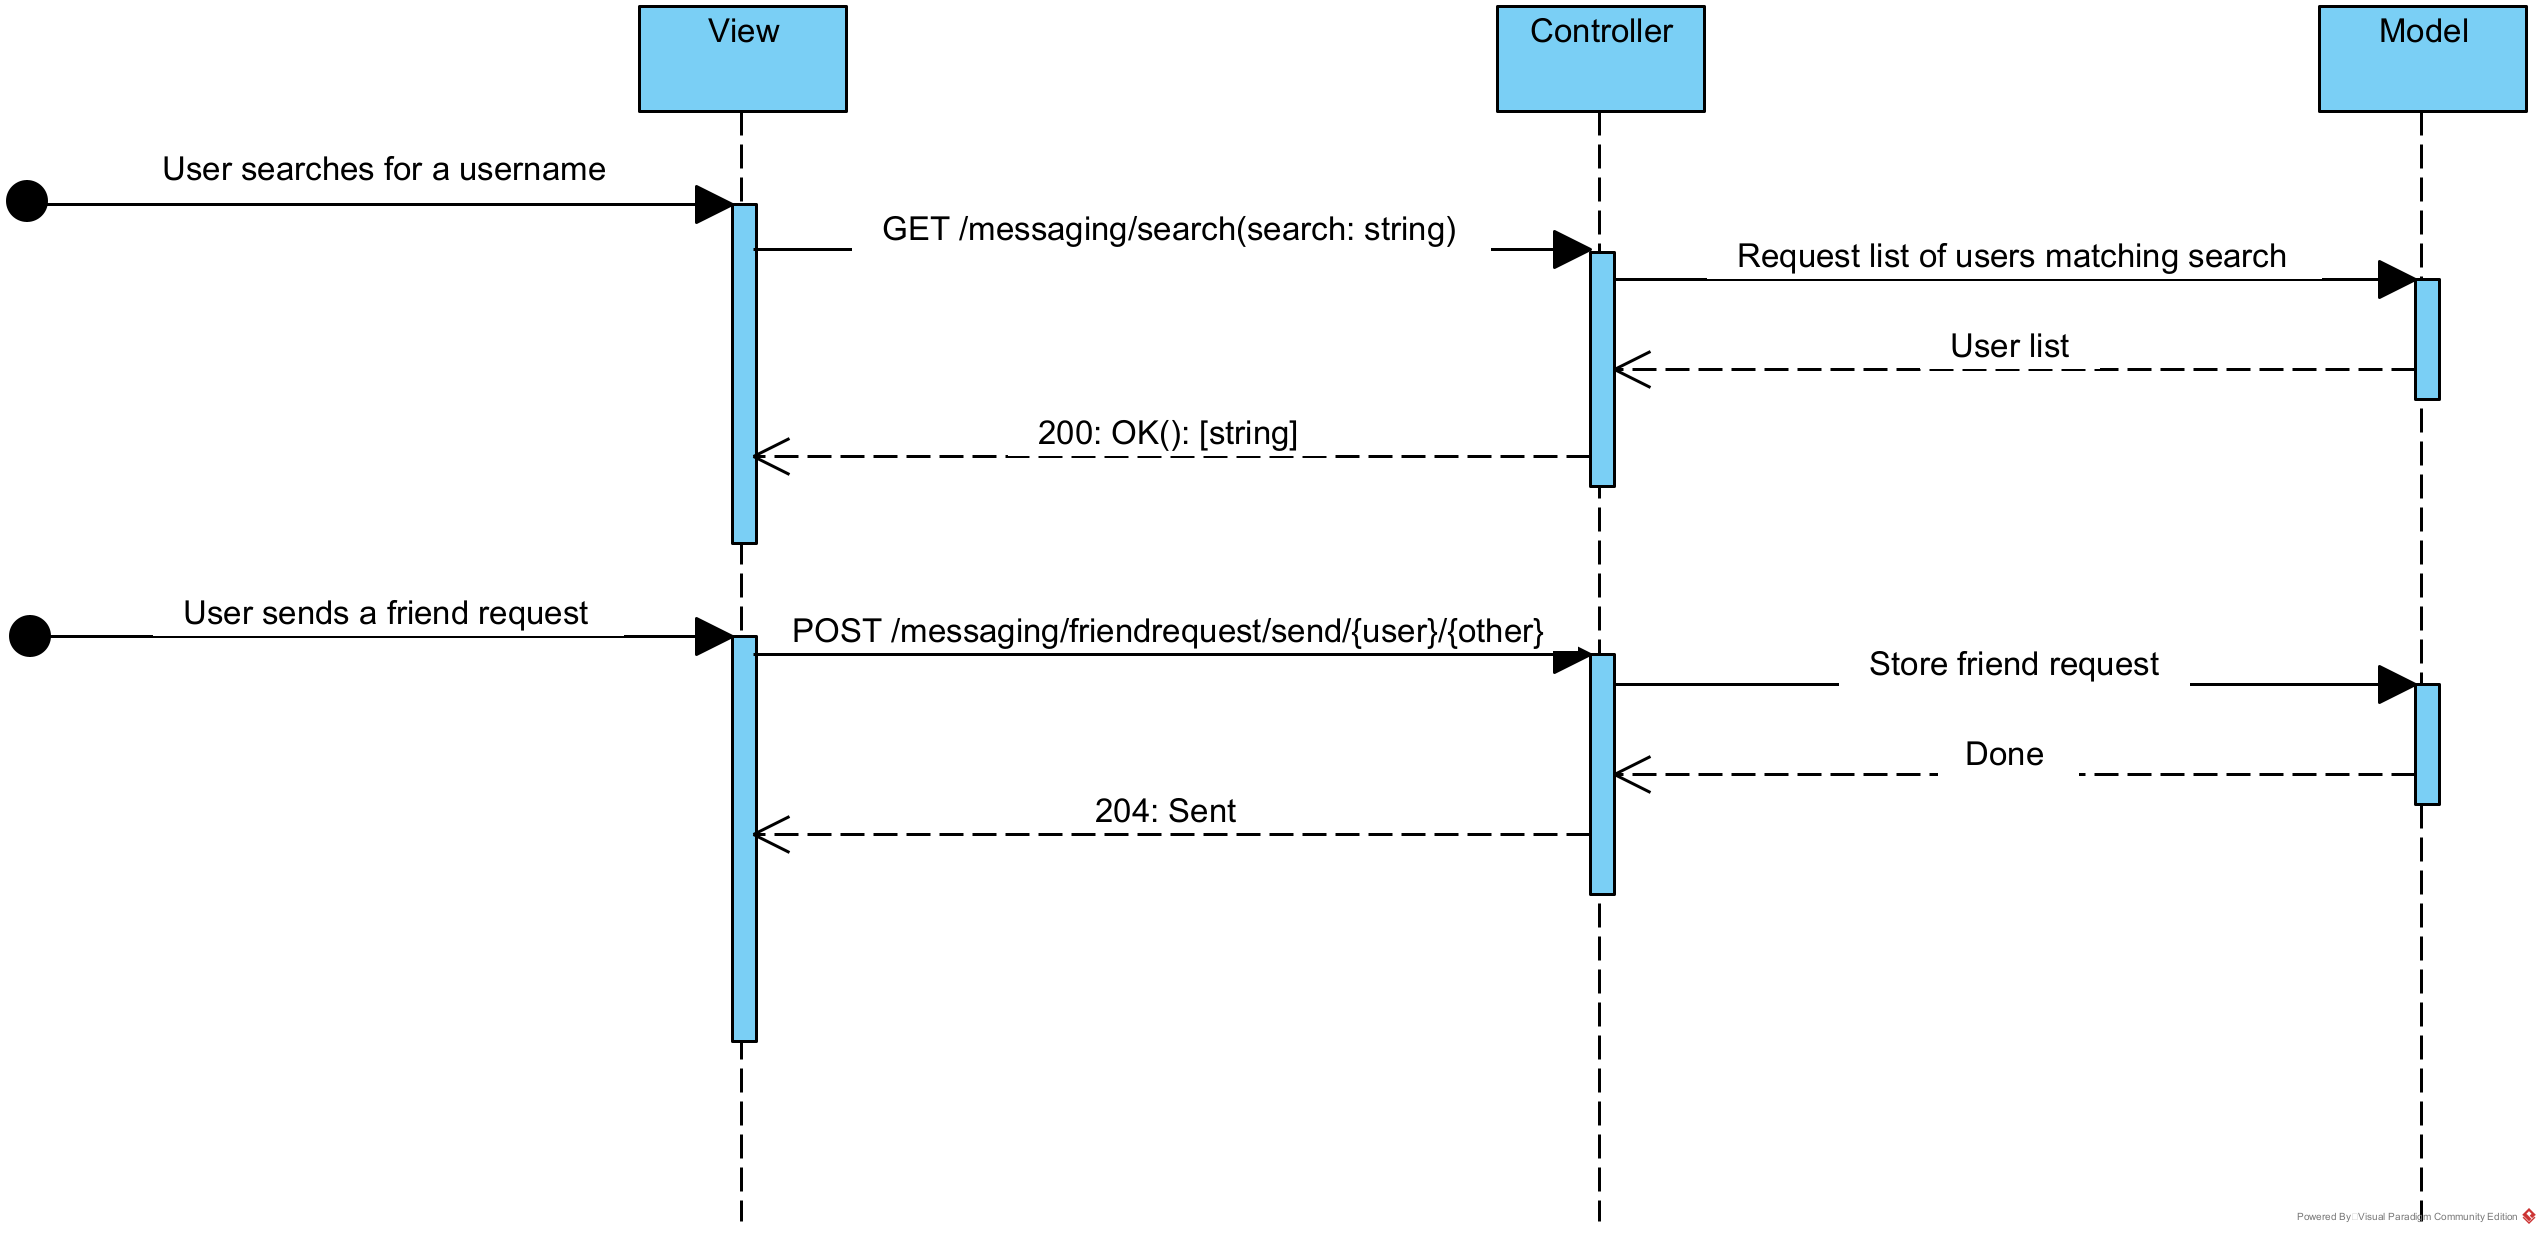 View
Controller
Model
User searches for a username
GET /messaging/search(search: string)
Request list of users matching search
User list
200: OK(): [string]
User sends a friend request
POST /messaging/friendrequest/send/{user}/{other}
Store friend request
Done
204: Sent
Powered By Visual Paradigm Community Edition